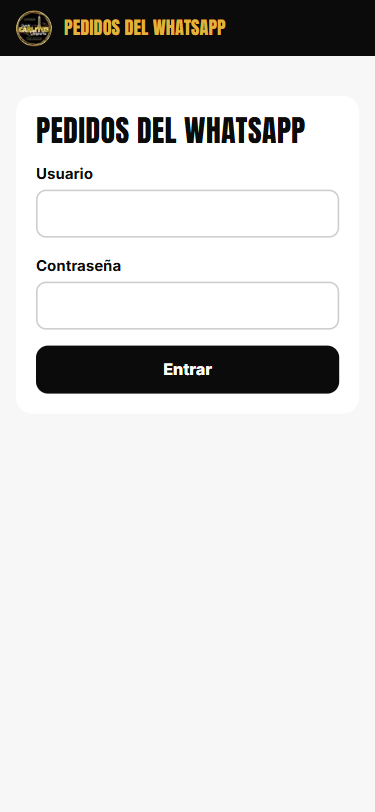 PEDIDOS DEL WHATSAPP
PEDIDOS DEL WHATSAPP
Usuario
Contraseña
Entrar